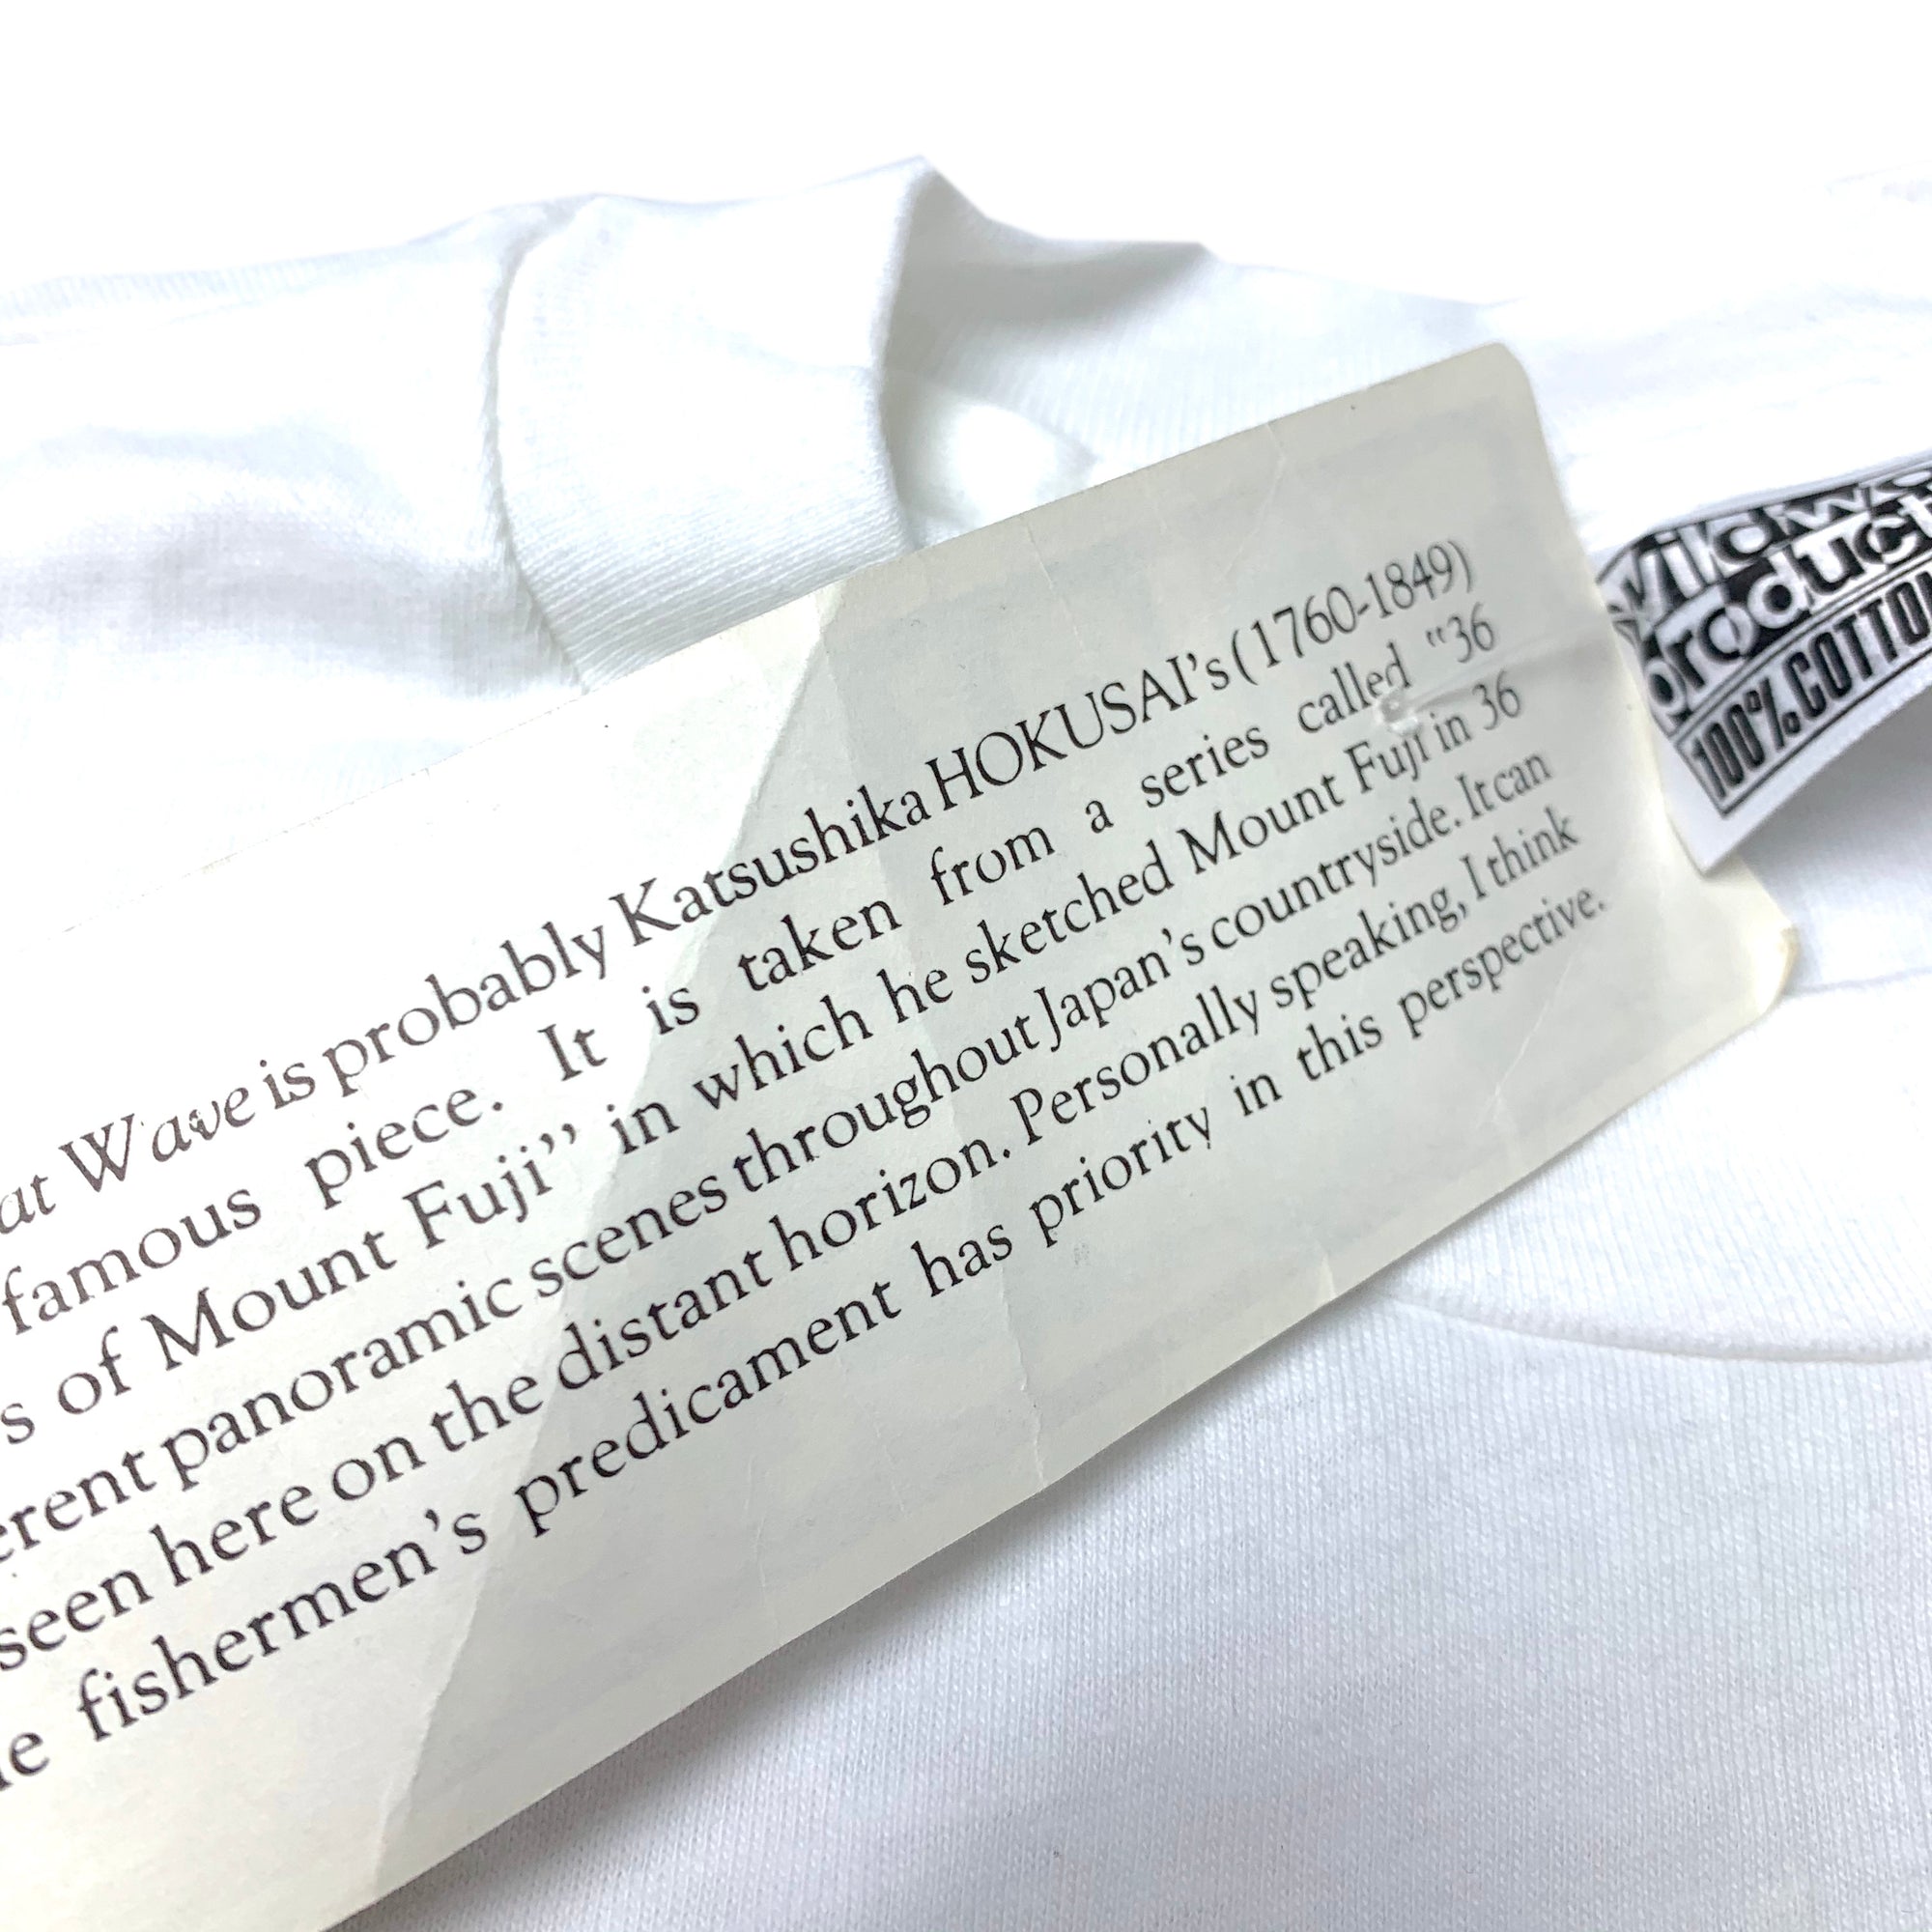 at Wave is probably Katsushika HOKUSAI's (1760-1849)
famous piece. It is taken from a series called "36
s of Mount Fuji" in which he sketched Mount Fuji in 36
erent panoramic scenes throughout Japan's countryside. It can
seen here on the distant horizon. Personally speaking, I think
e fishermen's predicament has priority in this perspective.
product
100% COTTON